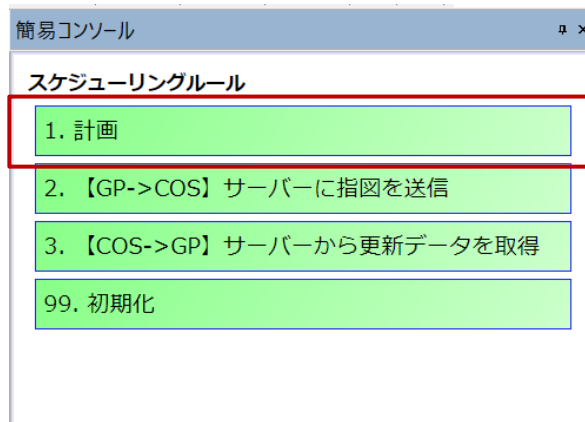 簡易コンソール
スケジューリングルール
1. 計画
2. 【GP->COS】サーバーに指図を送信
3. 【COS->GP】サーバーから更新データを取得
99. 初期化